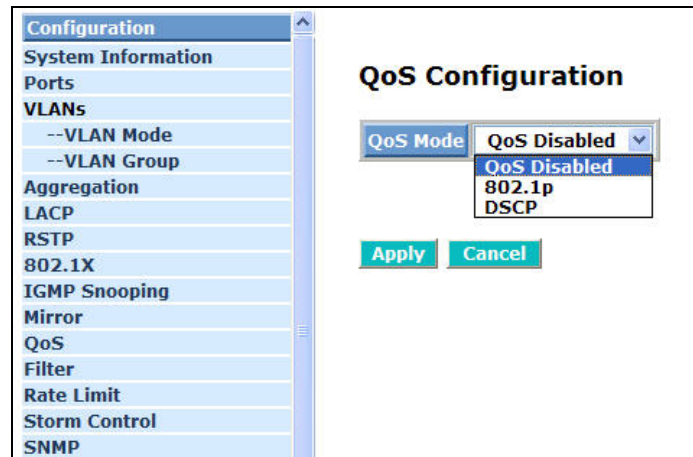 Configuration
System Information
Ports
VLANs
--VLAN Mode
--VLAN Group
Aggregation
LACP
RSTP
802.1X
IGMP Snooping
Mirror
QoS
Filter
Rate Limit
Storm Control
SNMP
QoS Configuration
QoS Mode QoS Disabled
QoS Disabled
802.1p
DSCP
Apply Cancel